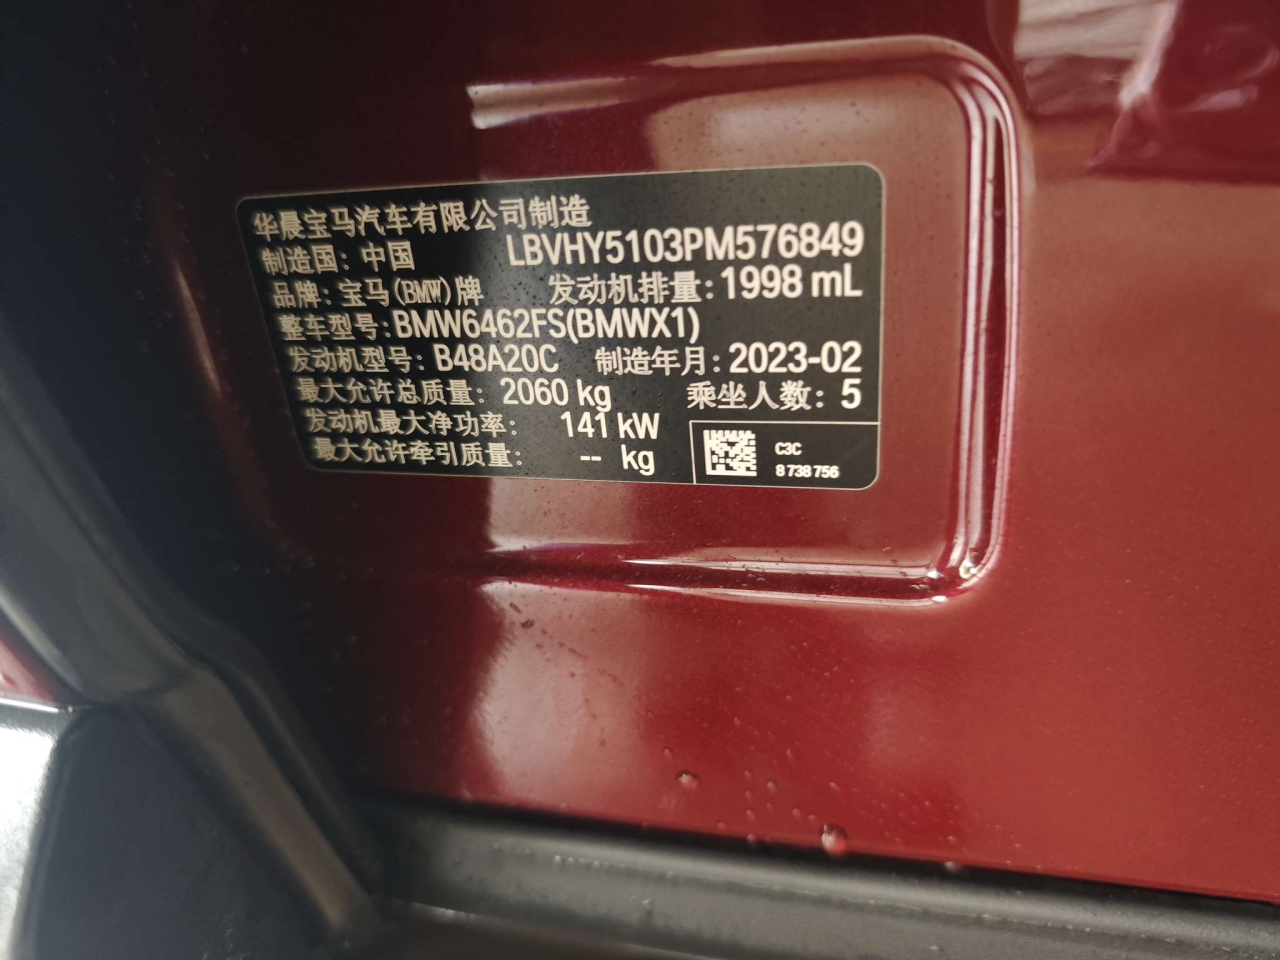 华晨宝马汽车有限公司制造
制造国：中国 LBVHY5103PM576849
品牌：宝马(BMW)牌 发动机排量：1998 mL
整车型号：BMW6462FS(BMWX1)
发动机型号：B48A20C 制造年月：2023-02
最大允许总质量：2060 kg 乘坐人数：5
发动机最大净功率：141 kW
最大允许牵引质量：-- kg
C3C
8 738 756